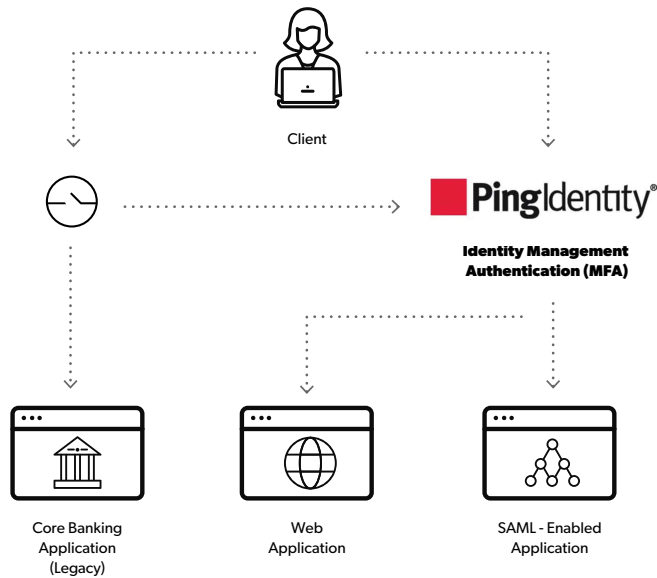 Client
PingIdentity®
Identity Management
Authentication (MFA)
Core Banking
Application
(Legacy)
Web
Application
SAML - Enabled
Application